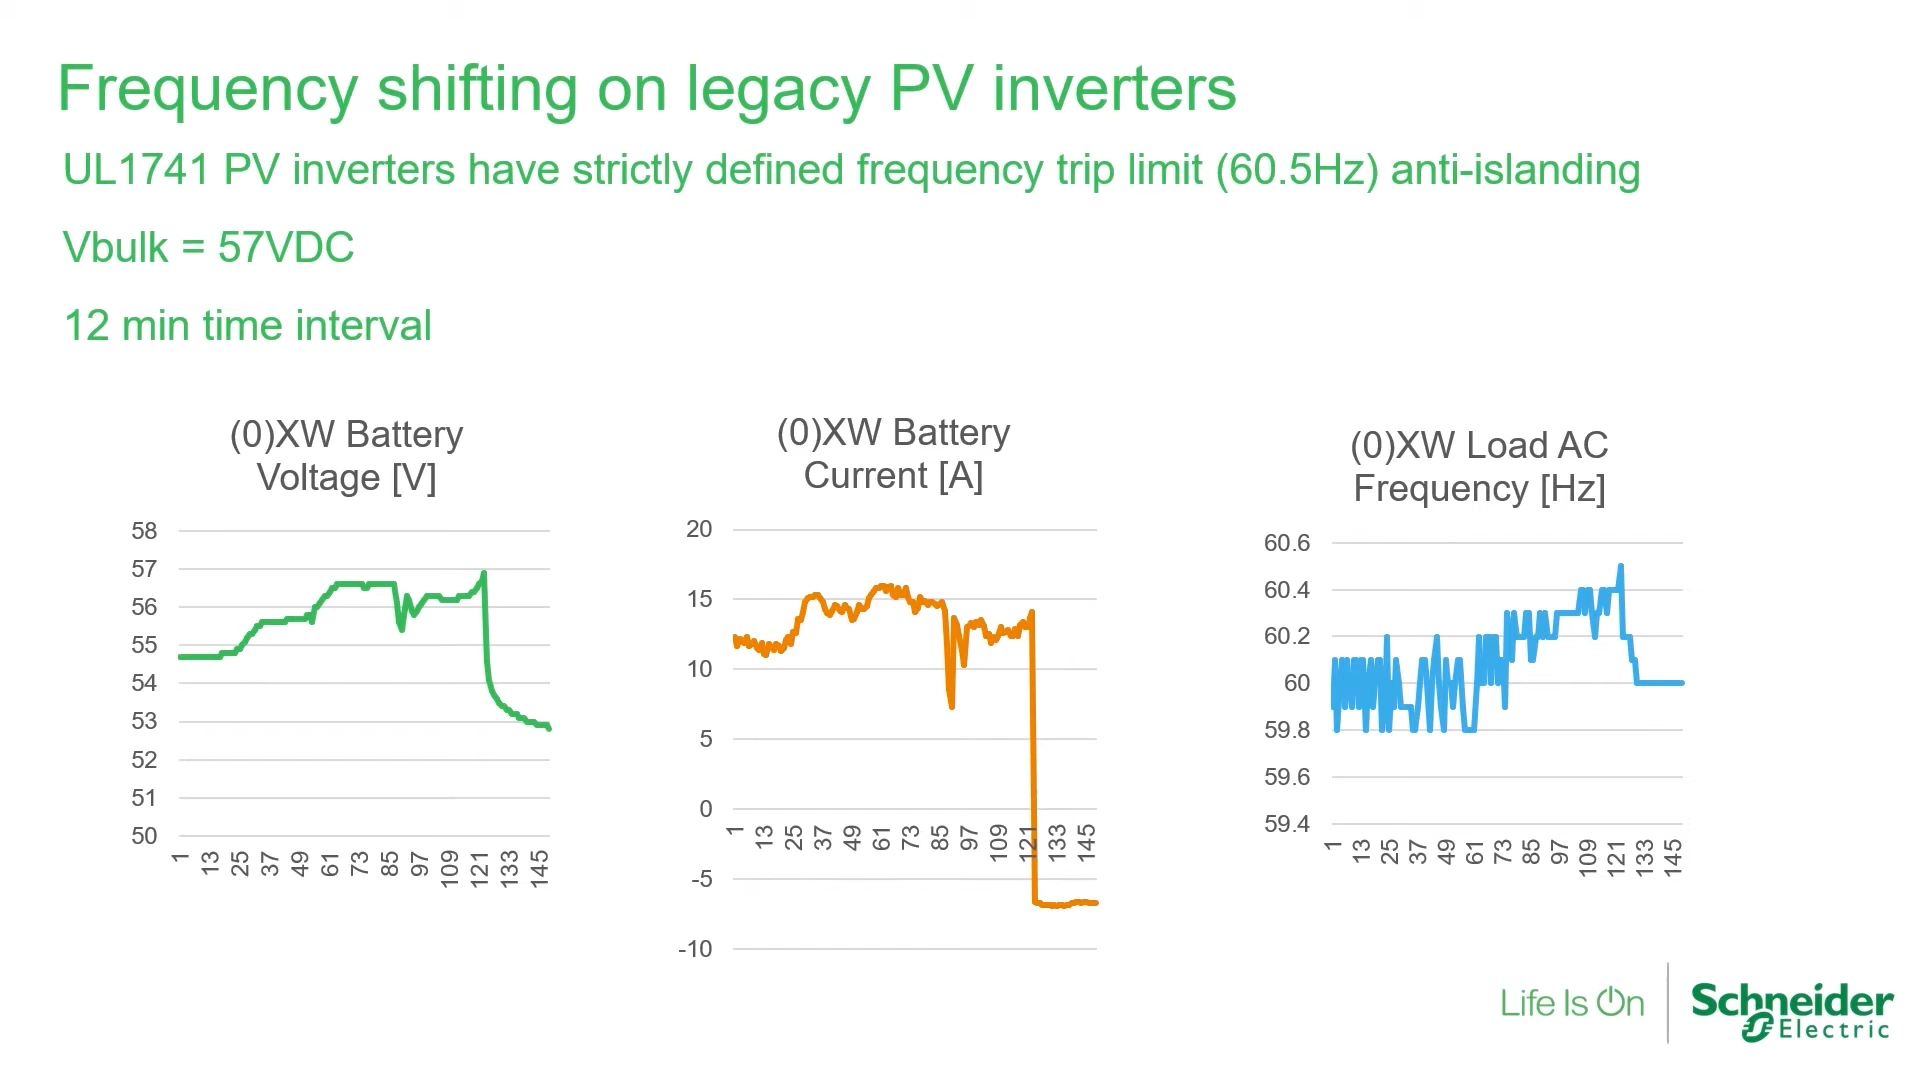 Frequency shifting on legacy PV inverters
UL1741 PV inverters have strictly defined frequency trip limit (60.5Hz) anti-islanding
Vbulk = 57VDC
12 min time interval
(0)XW Battery
Voltage [V]
58
57
56
55
54
53
52
51
50
1 13 25 37 49 61 73 85 97 109 121 133 145
(0)XW Battery
Current [A]
20
15
10
5
0
-5
-10
1 13 25 37 49 61 73 85 97 109 121 133 145
(0)XW Load AC
Frequency [Hz]
60.6
60.4
60.2
60
59.8
59.6
59.4
1 13 25 37 49 61 73 85 97 109 121 133 145
Life Is On
Schneider
Electric